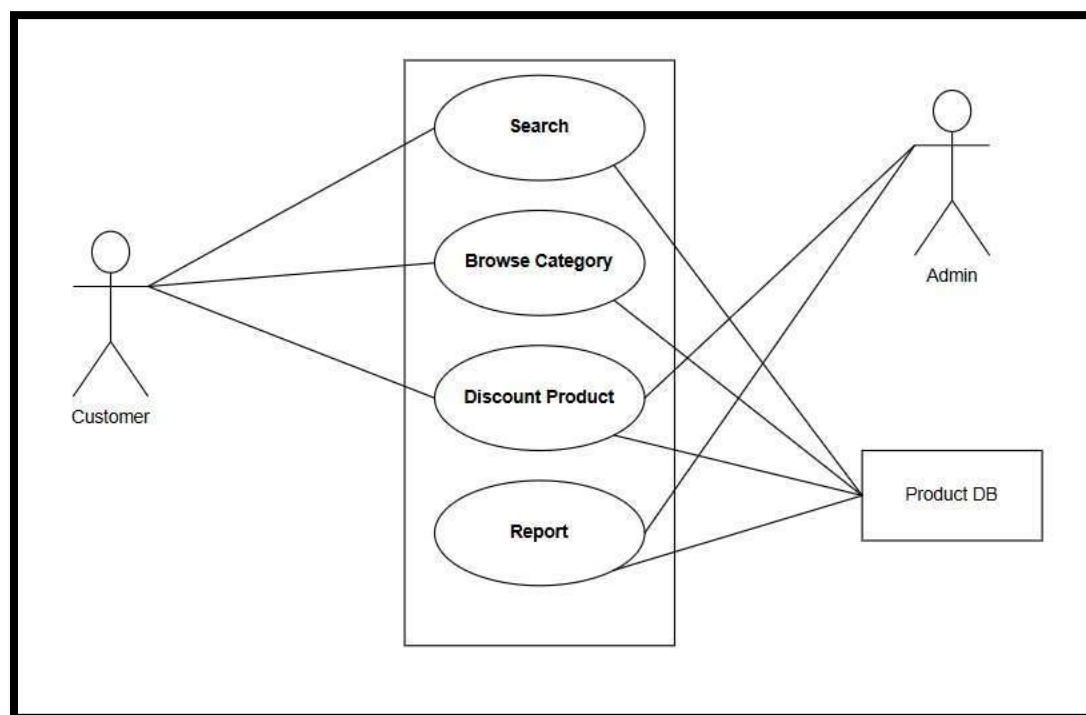 Search
Browse Category
Discount Product
Report
Customer
Admin
Product DB